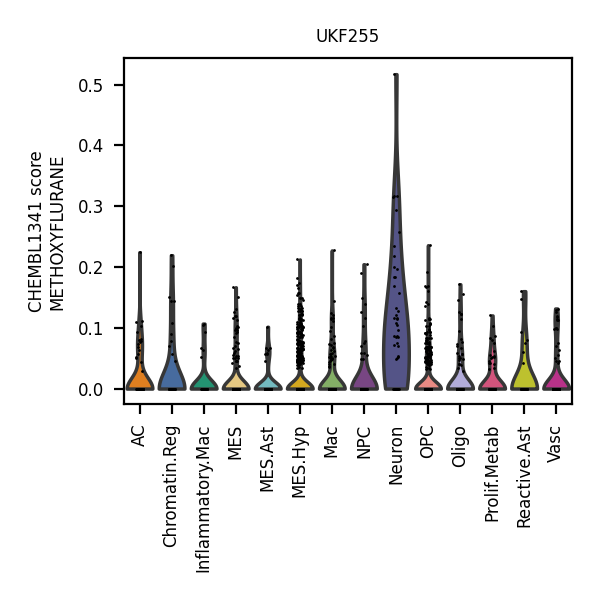 UKF255
CHEMBL1341 score
METHOXYFLURANE
0.5
0.4
0.3
0.2
0.1
0.0
AC
Chromatin.Reg
Inflammatory.Mac
MES
MES.Ast
MES.Hyp
Mac
NPC
Neuron
OPC
Oligo
Prolif.Metab
Reactive.Ast
Vasc